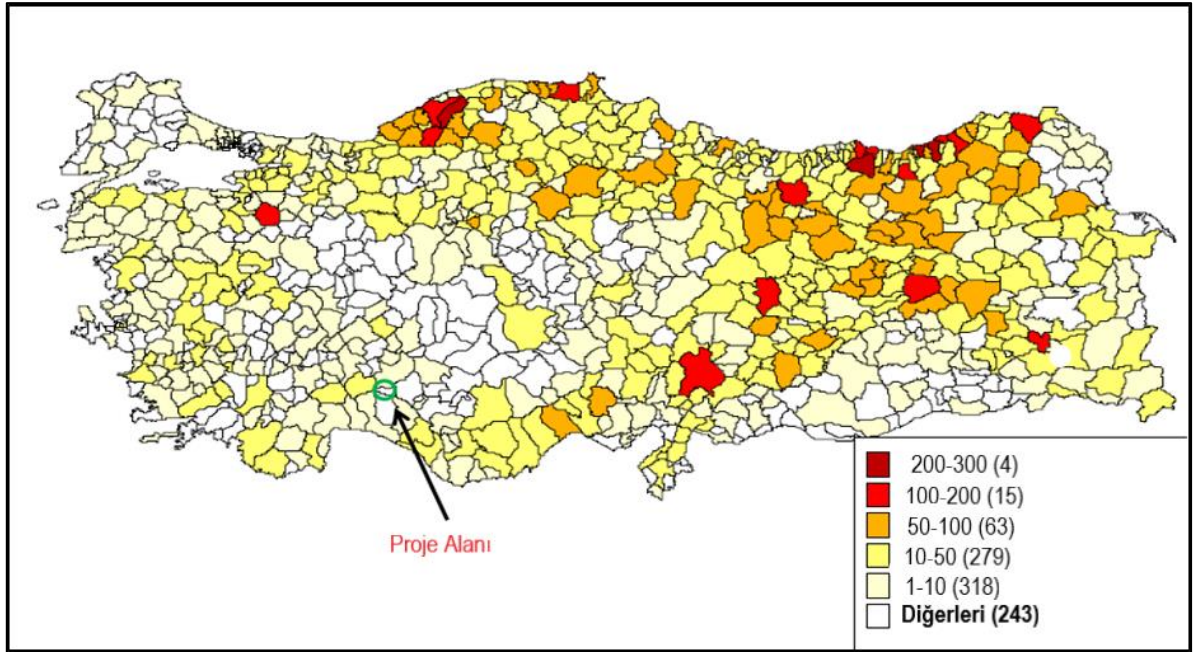 Proje Alanı
200-300 (4)
100-200 (15)
50-100 (63)
10-50 (279)
1-10 (318)
Diğerleri (243)